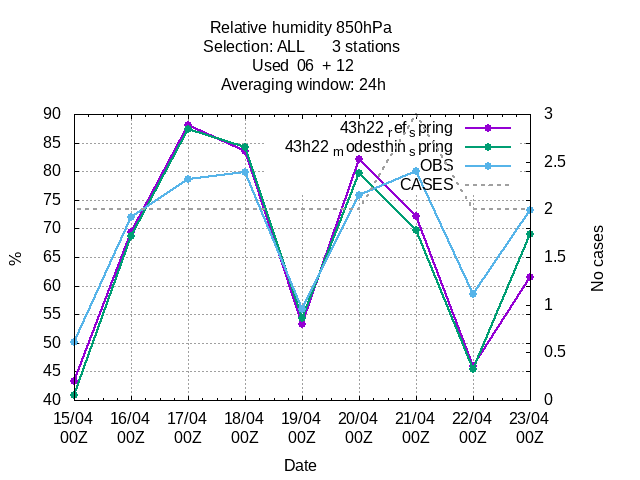 Relative humidity 850hPa
Selection: ALL 3 stations
Used 06 + 12
Averaging window: 24h
43h22 refspring
43h22 modesthinspring
OBS
CASES
90
85
80
75
70
65
60
55
50
45
40
%
3
2.5
2
1.5
1
0.5
0
No cases
15/04 16/04 17/04 18/04 19/04 20/04 21/04 22/04 23/04
00Z 00Z 00Z 00Z 00Z 00Z 00Z 00Z 00Z
Date